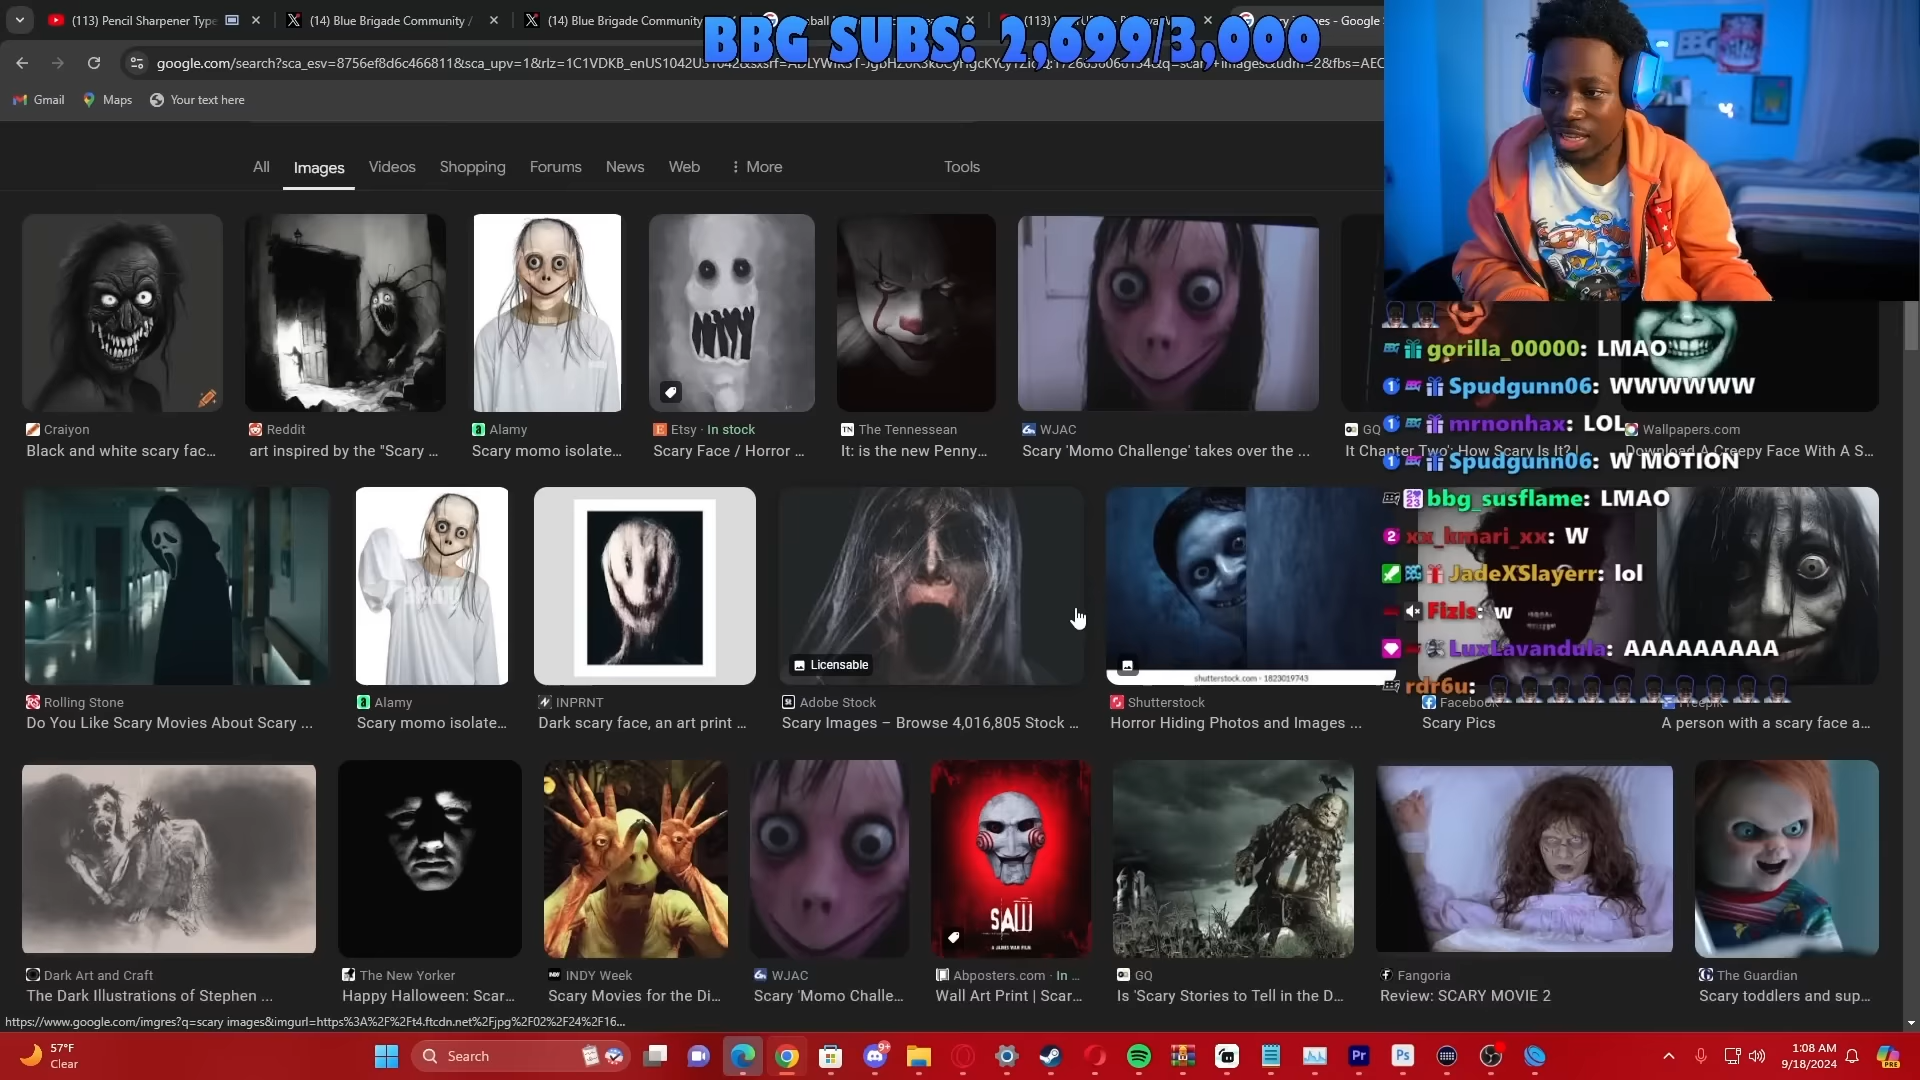 (113) Pencil Sharpener Type
(14) Blue Brigade Community /
(14) Blue Brigade Community
BBG SUBS: 2,699/3,000
Gmail
Maps
Your text here
All
Images
Videos
Shopping
Forums
News
Web
More
Tools
gorilla_00000: LMAO
Spudgunn06: WWWWWW
mrnonhax: LOL
Spudgunn06: W MOTION
bbg_susflame: LMAO
xx_kmari_xx: W
JadeXSlayerr: lol
Fizls: w
LuxLavandula: AAAAAAAAA
rdr6u:
Craiyon
Black and white scary fac...
Reddit
art inspired by the "Scary ...
Alamy
Scary momo isolate...
Etsy · In stock
Scary Face / Horror ...
The Tennessean
It: is the new Penny...
WJAC
Scary 'Momo Challenge' takes over the ...
GQ
It Chapter Two': How Scary Is It? |
Wallpapers.com
Download A Creepy Face With A S...
Licensable
shutterstock.com · 1823019743
Rolling Stone
Do You Like Scary Movies About Scary ...
Alamy
Scary momo isolate...
INPRNT
Dark scary face, an art print ...
Adobe Stock
Scary Images – Browse 4,016,805 Stock ...
Shutterstock
Horror Hiding Photos and Images ...
Facebook
Scary Pics
Freepik
A person with a scary face a...
SAW
A JAMES WAN FILM
Dark Art and Craft
The Dark Illustrations of Stephen ...
The New Yorker
Happy Halloween: Scar...
INDY Week
Scary Movies for the Di...
WJAC
Scary 'Momo Challe...
Abposters.com · In ...
Wall Art Print | Scar...
GQ
Is 'Scary Stories to Tell in the D...
Fangoria
Review: SCARY MOVIE 2
The Guardian
Scary toddlers and sup...
https://www.google.com/imgres?q=scary images&imgurl=https%3A%2F%2Ft4.ftcdn.net%2Fjpg%2F02%2F24%2F16...
57°F
Clear
Search
9+
Pr
Ps
1:08 AM
9/18/2024